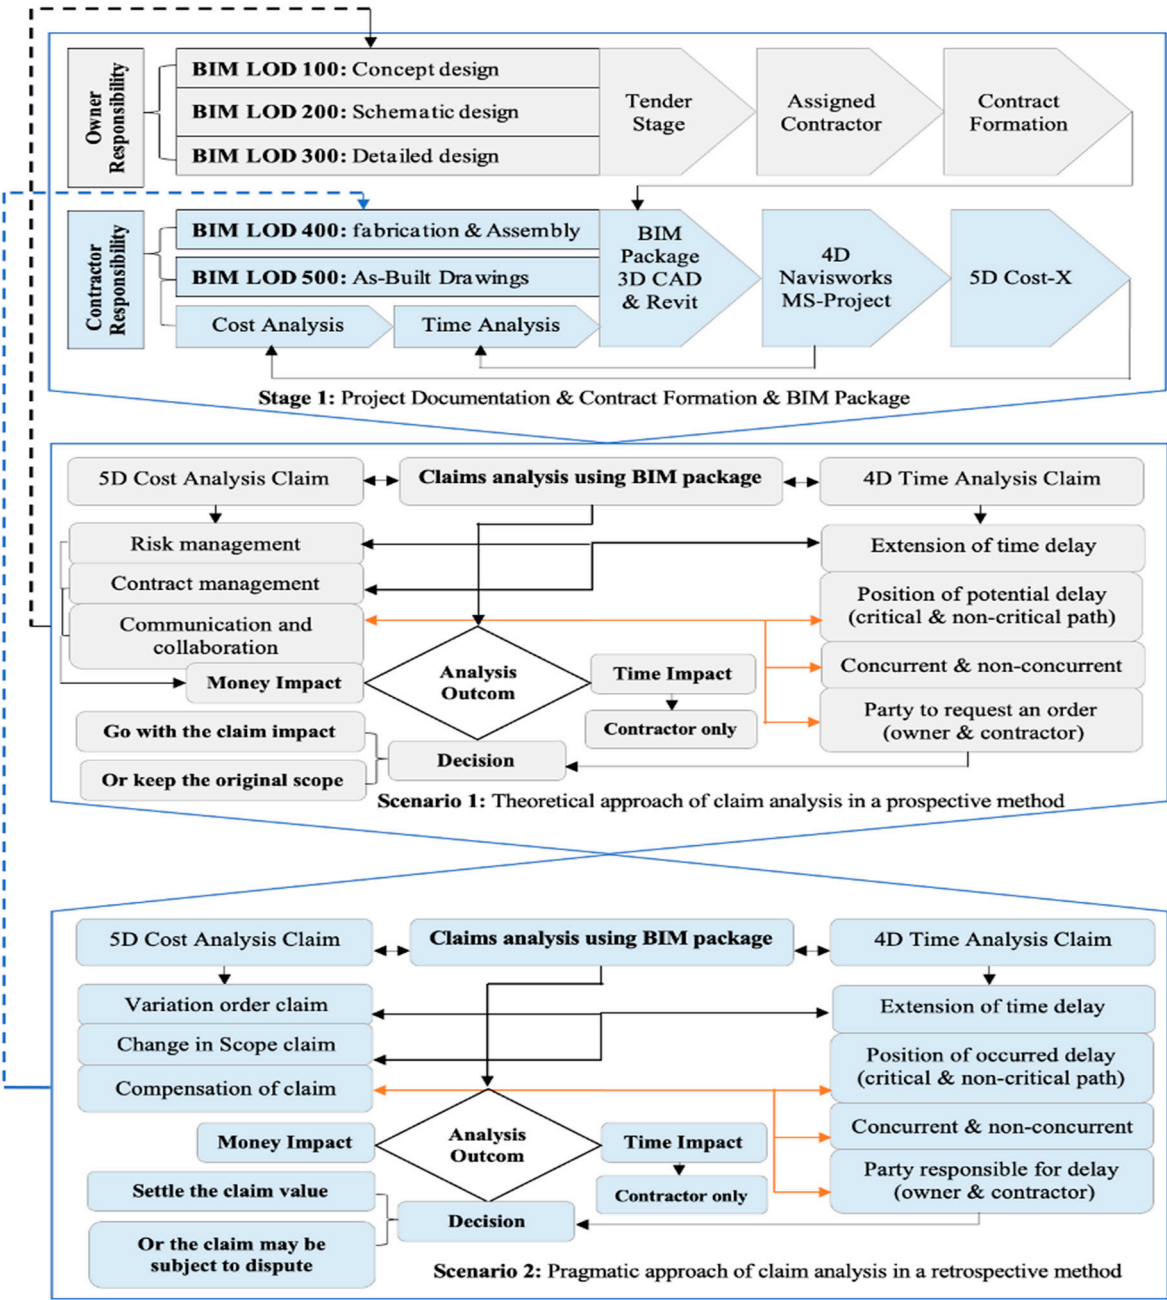 Owner
Responsibility
BIM LOD 100: Concept design
BIM LOD 200: Schematic design
BIM LOD 300: Detailed design
Tender
Stage
Assigned
Contractor
Contract
Formation
Contractor
Responsibility
BIM LOD 400: fabrication & Assembly
BIM LOD 500: As-Built Drawings
Cost Analysis
Time Analysis
BIM
Package
3D CAD
& Revit
4D
Navisworks
MS-Project
5D Cost-X
Stage 1: Project Documentation & Contract Formation & BIM Package
5D Cost Analysis Claim
Claims analysis using BIM package
4D Time Analysis Claim
Risk management
Contract management
Communication and
collaboration
Money Impact
Analysis
Outcom
Time Impact
Contractor only
Extension of time delay
Position of potential delay
(critical & non-critical path)
Concurrent & non-concurrent
Party to request an order
(owner & contractor)
Go with the claim impact
Or keep the original scope
Decision
Scenario 1: Theoretical approach of claim analysis in a prospective method
5D Cost Analysis Claim
Claims analysis using BIM package
4D Time Analysis Claim
Variation order claim
Change in Scope claim
Compensation of claim
Money Impact
Analysis
Outcom
Time Impact
Contractor only
Extension of time delay
Position of occurred delay
(critical & non-critical path)
Concurrent & non-concurrent
Party responsible for delay
(owner & contractor)
Settle the claim value
Or the claim may be
subject to dispute
Decision
Scenario 2: Pragmatic approach of claim analysis in a retrospective method